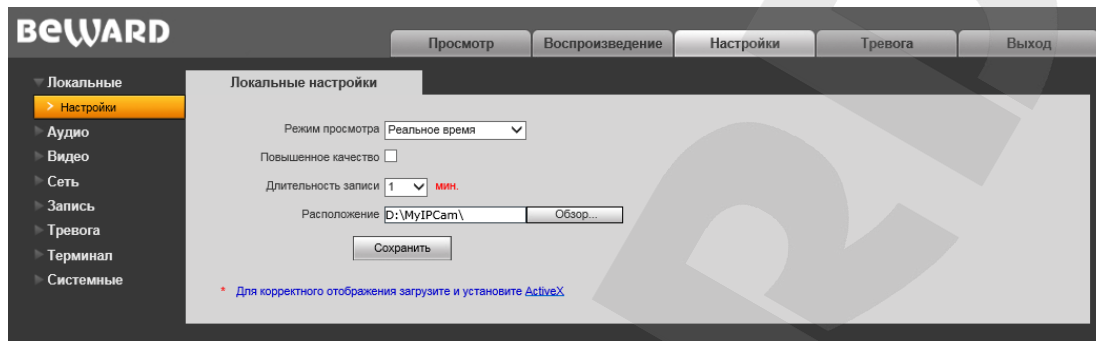 BEWARD
Просмотр Воспроизведение Настройки Тревога Выход
Локальные
> Настройки
Аудио
Видео
Сеть
Запись
Тревога
Терминал
Системные
Локальные настройки
Режим просмотра Реальное время
Повышенное качество
Длительность записи 1 мин.
Расположение D:\MyIPCam\ Обзор...
Сохранить
* Для корректного отображения загрузите и установите ActiveX